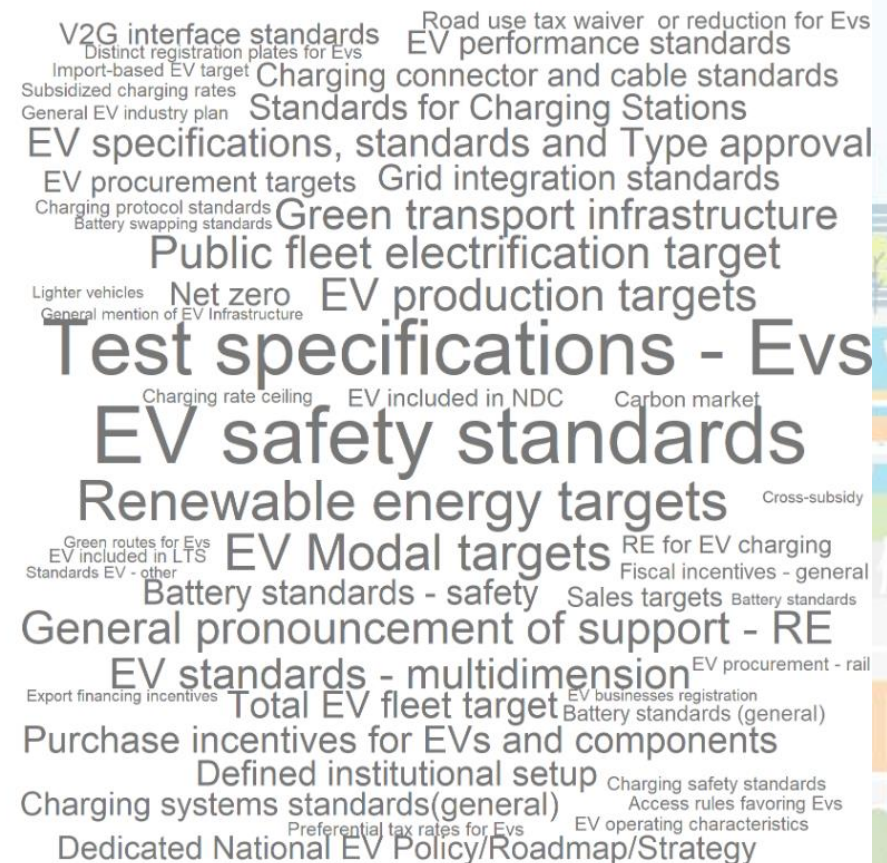 Road use tax waiver or reduction for Evs
V2G interface standards
EV performance standards
Distinct registration plates for Evs
Import-based EV target
Charging connector and cable standards
Subsidized charging rates
General EV industry plan
Standards for Charging Stations
EV specifications, standards and Type approval
EV procurement targets
Grid integration standards
Charging protocol standards
Battery swapping standards
Green transport infrastructure
Public fleet electrification target
Lighter vehicles
Net zero
EV production targets
General mention of EV Infrastructure
Test specifications - Evs
Charging rate ceiling
EV included in NDC
Carbon market
EV safety standards
Renewable energy targets
Cross-subsidy
Green routes for Evs
EV included in LTS
EV Modal targets
RE for EV charging
Standards EV - other
Fiscal incentives - general
Battery standards - safety
Sales targets
Battery standards
General pronouncement of support - RE
EV standards - multidimension
EV procurement - rail
Export financing incentives
Total EV fleet target
EV businesses registration
Battery standards (general)
Purchase incentives for EVs and components
Defined institutional setup
Charging safety standards
Charging systems standards(general)
Access rules favoring Evs
Preferential tax rates for Evs
EV operating characteristics
Dedicated National EV Policy/Roadmap/Strategy